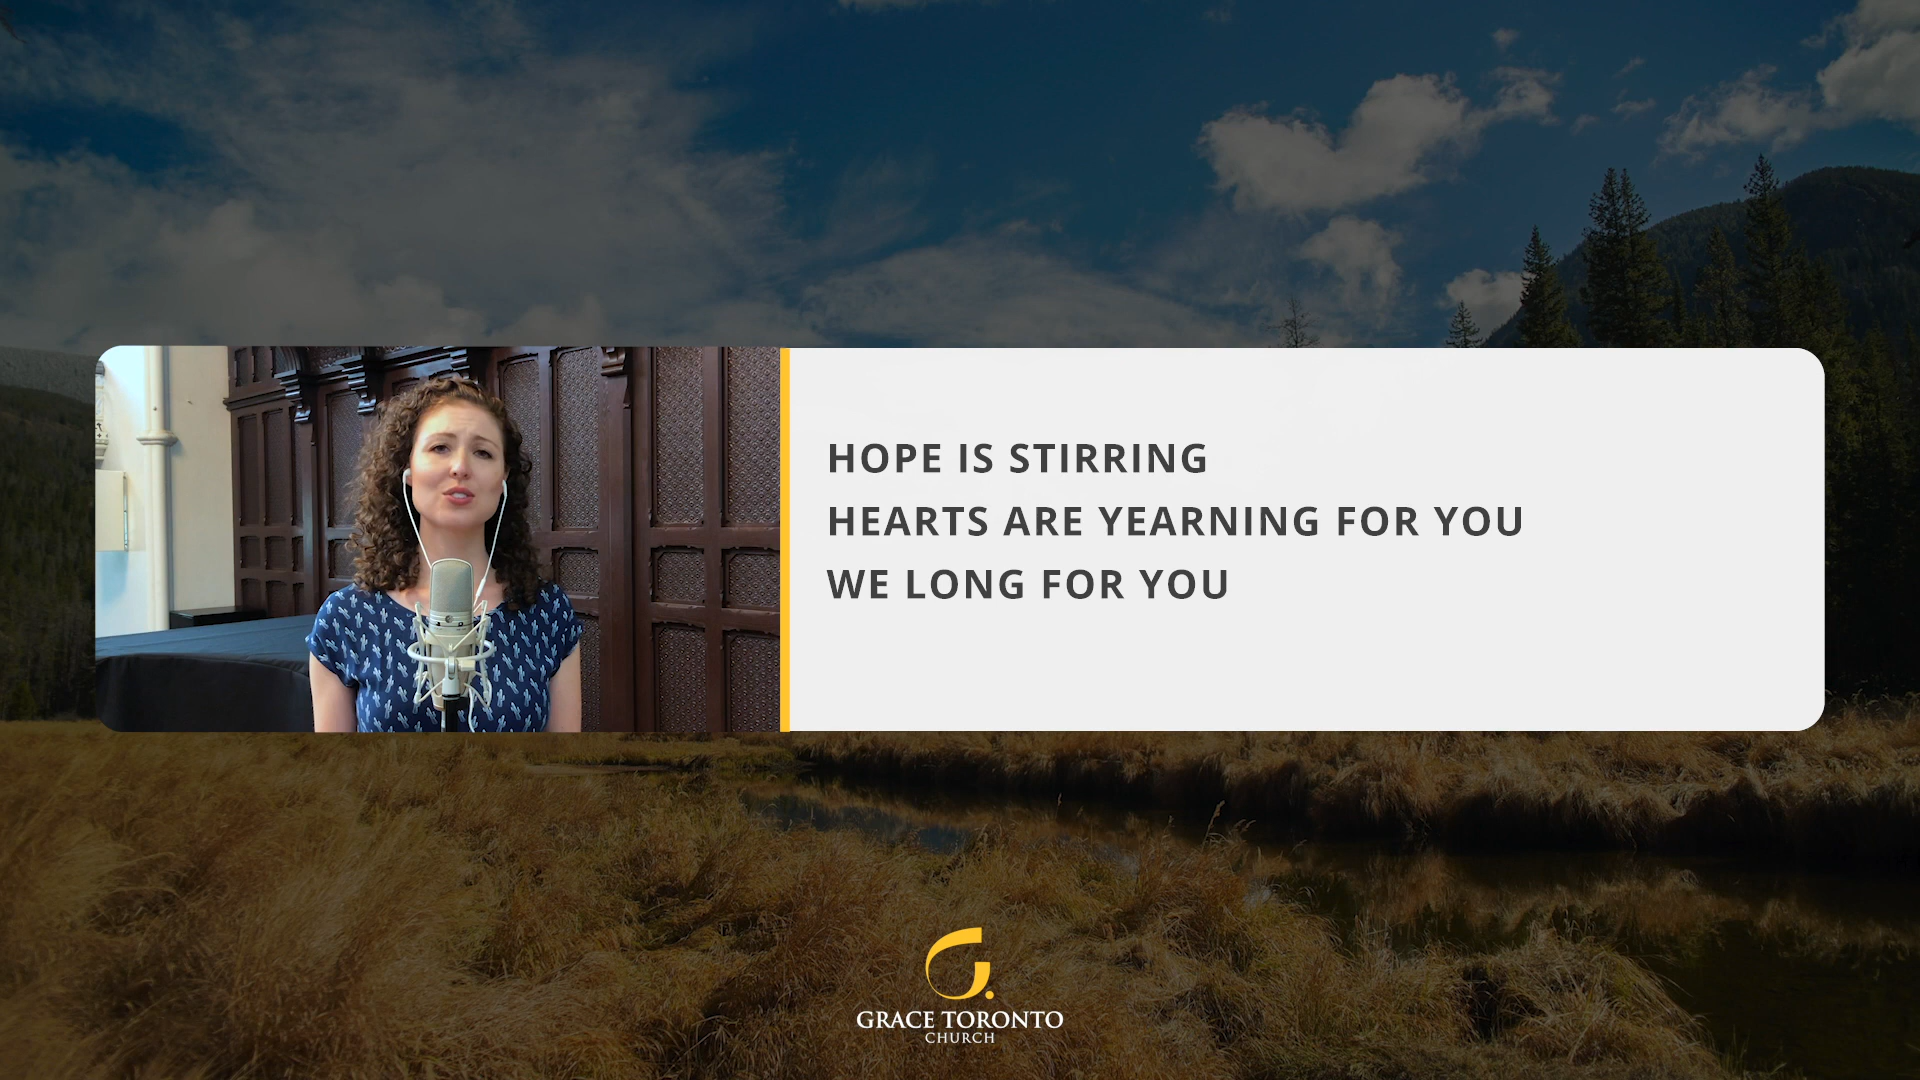 HOPE IS STIRRING
HEARTS ARE YEARNING FOR YOU
WE LONG FOR YOU
GRACE TORONTO
CHURCH